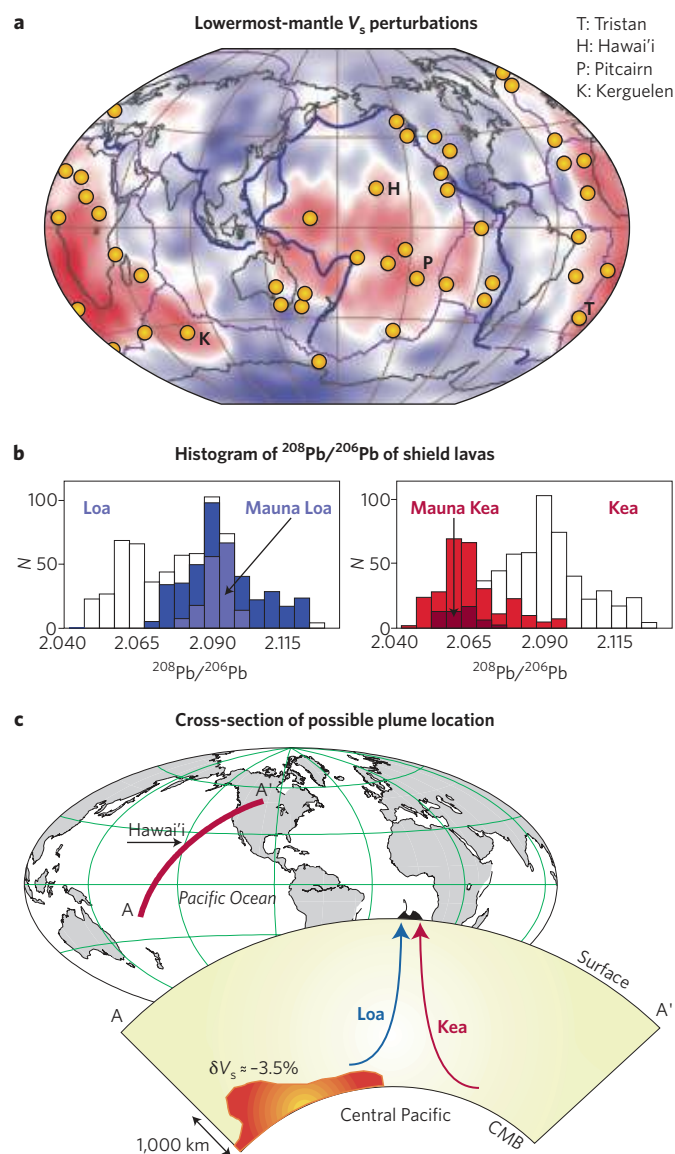 a
Lowermost-mantle Vs perturbations
T: Tristan
H: Hawai'i
P: Pitcairn
K: Kerguelen
H
P
T
K
b
Histogram of 208Pb/206Pb of shield lavas
100
50
0
N
Loa
Mauna Loa
2.040
2.065
2.090
2.115
208Pb/206Pb
100
50
0
N
Mauna Kea
Kea
2.040
2.065
2.090
2.115
208Pb/206Pb
c
Cross-section of possible plume location
A'
Hawai'i
A
Pacific Ocean
Surface
A
A'
Loa
Kea
δVs ≈ –3.5%
Central Pacific
CMB
1,000 km